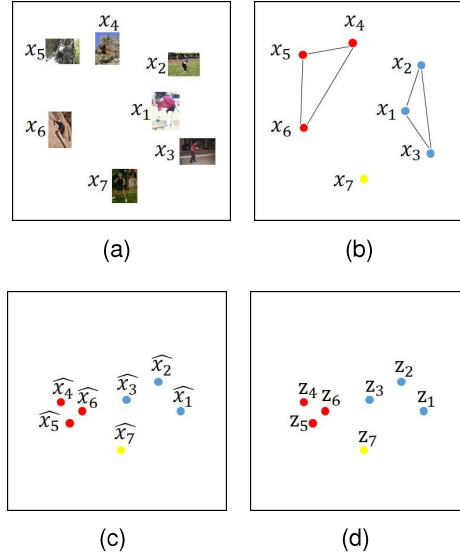 x₄
x₅
x₂
x₁
x₆
x₃
x₇
(a)
x₄
x₅
x₂
x₁
x₆
x₃
x₇
(b)
x̂₂
x̂₄ x̂₆ x̂₃
x̂₅ x̂₁
x̂₇
(c)
z₂
z₄ z₆ z₃
z₅ z₁
z₇
(d)